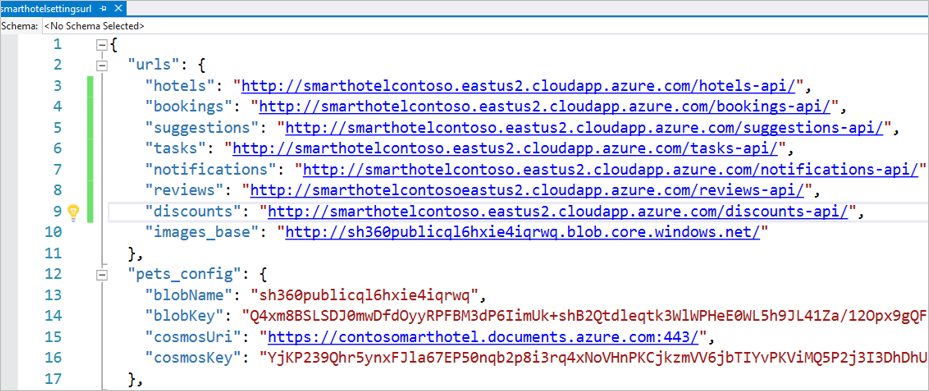 smarthotelsettingsurl
Schema: <No Schema Selected>
1 {
2 "urls": {
3 "hotels": "http://smarthotelcontoso.eastus2.cloudapp.azure.com/hotels-api/",
4 "bookings": "http://smarthotelcontoso.eastus2.cloudapp.azure.com/bookings-api/",
5 "suggestions": "http://smarthotelcontoso.eastus2.cloudapp.azure.com/suggestions-api/",
6 "tasks": "http://smarthotelcontoso.eastus2.cloudapp.azure.com/tasks-api/",
7 "notifications": "http://smarthotelcontoso.eastus2.cloudapp.azure.com/notifications-api/"
8 "reviews": "http://smarthotelcontosoeastus2.cloudapp.azure.com/reviews-api/",
9 "discounts": "http://smarthotelcontoso.eastus2.cloudapp.azure.com/discounts-api/",
10 "images_base": "http://sh360publicql6hxie4iqrwq.blob.core.windows.net/"
11 },
12 "pets_config": {
13 "blobName": "sh360publicql6hxie4iqrwq",
14 "blobKey": "Q4xm8BSLSDJ0mwDfdOyyRPFBM3dP6IimUk+shB2Qtdleqtk3WlWPHeE0WL5h9JL41Za/12Opx9gQF
15 "cosmosUri": "https://contosomarthotel.documents.azure.com:443/",
16 "cosmosKey": "YjKP239Qhr5ynxFJla67EP50nqb2p8i3rq4xNoVHnPKCjkzmVV6jbTIYvPKViMQ5P2j3I3DhDhU
17 },